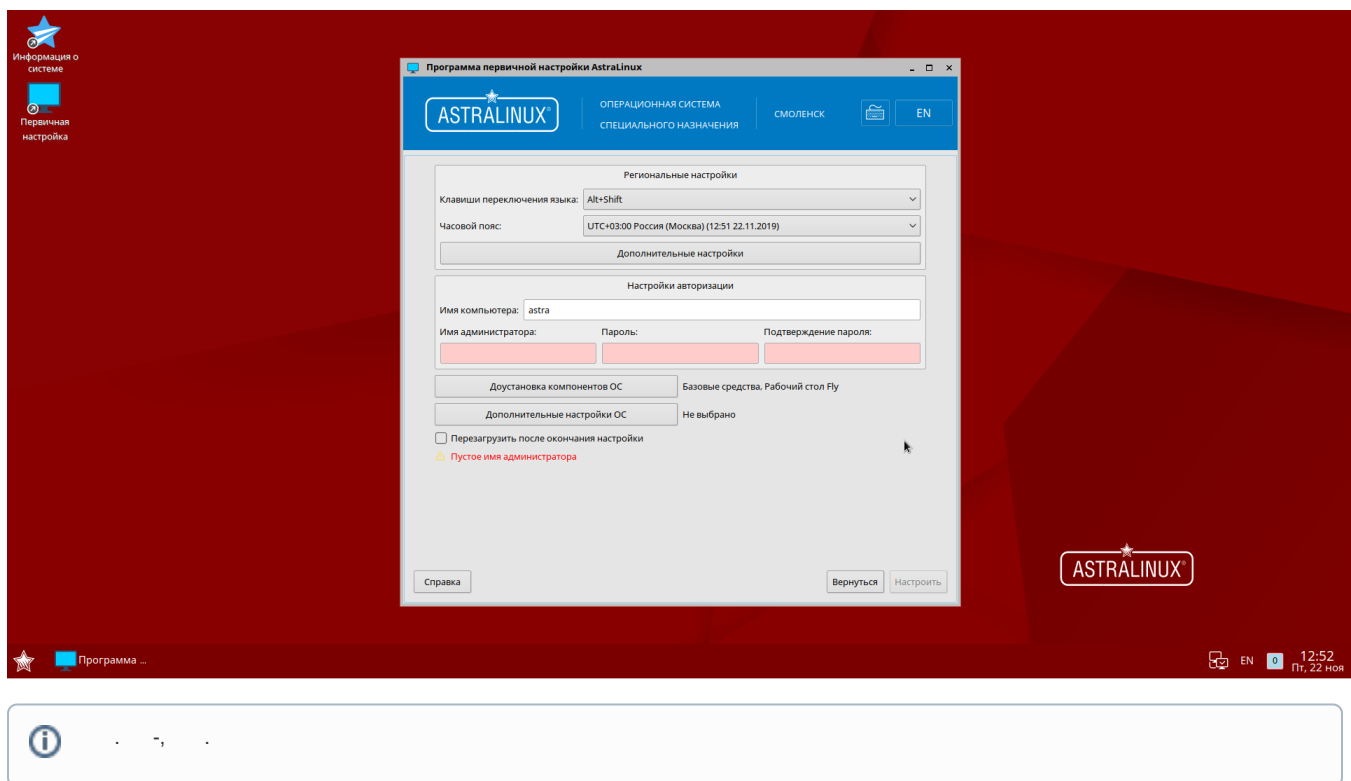 Информация о
системе
Первичная
настройка
Программа первичной настройки AstraLinux
ASTRALINUX®
ОПЕРАЦИОННАЯ СИСТЕМА
СПЕЦИАЛЬНОГО НАЗНАЧЕНИЯ
СМОЛЕНСК
EN
Региональные настройки
Клавиши переключения языка: Alt+Shift
Часовой пояс: UTC+03:00 Россия (Москва) (12:51 22.11.2019)
Дополнительные настройки
Настройки авторизации
Имя компьютера: astra
Имя администратора: Пароль: Подтверждение пароля:
Доустановка компонентов ОС Базовые средства, Рабочий стол Fly
Дополнительные настройки ОС Не выбрано
Перезагрузить после окончания настройки
Пустое имя администратора
Справка Вернуться Настроить
ASTRALINUX®
Программа ...
EN 0 12:52
Пт, 22 ноя
. -, .